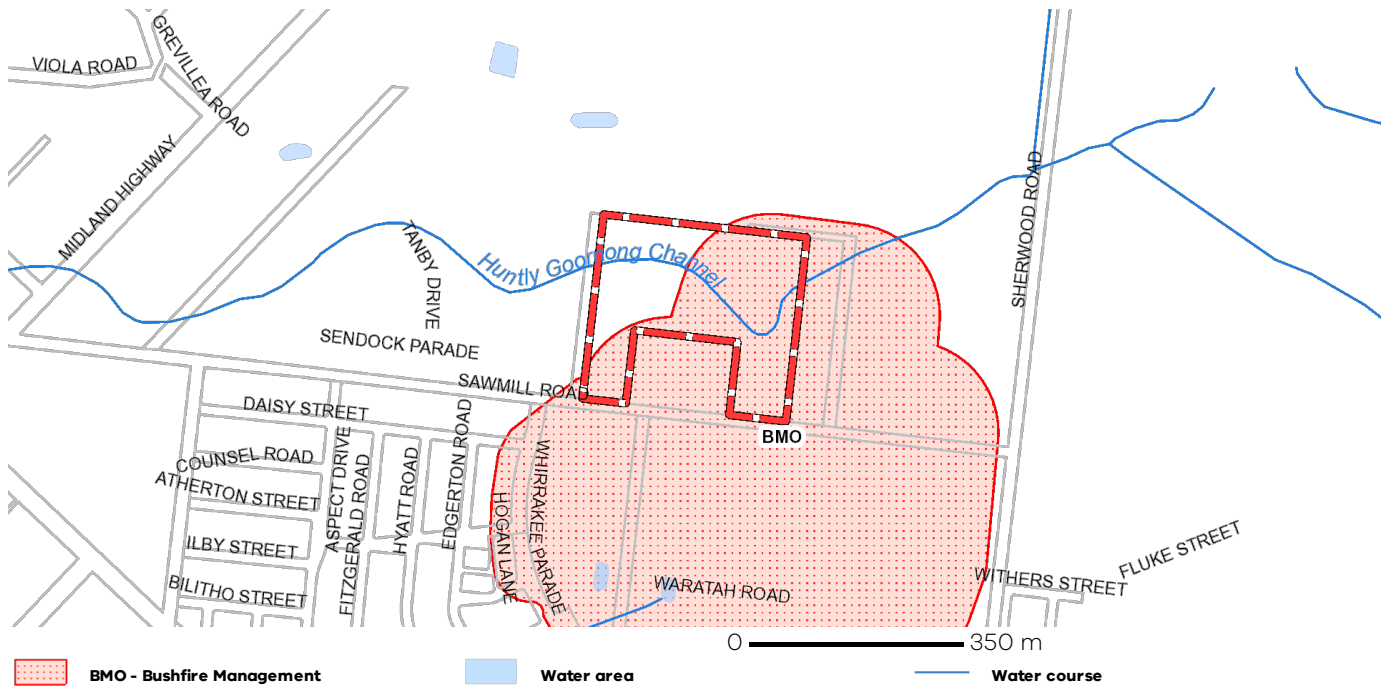 GREVILLEA ROAD
VIOLA ROAD
MIDLAND HIGHWAY
SHERWOOD ROAD
TANBY DRIVE
Huntly Goornong Channel
SENDOCK PARADE
SAWMILL ROAD
DAISY STREET
BMO
COUNSEL ROAD
ATHERTON STREET
ASPECT DRIVE
FITZGERALD ROAD
HYATT ROAD
EDGERTON ROAD
HOGAN LANE
WHIRRAKEE PARADE
ILBY STREET
BILITHO STREET
WARATAH ROAD
WITHERS STREET
FLUKE STREET
0 350 m
BMO - Bushfire Management
Water area
Water course